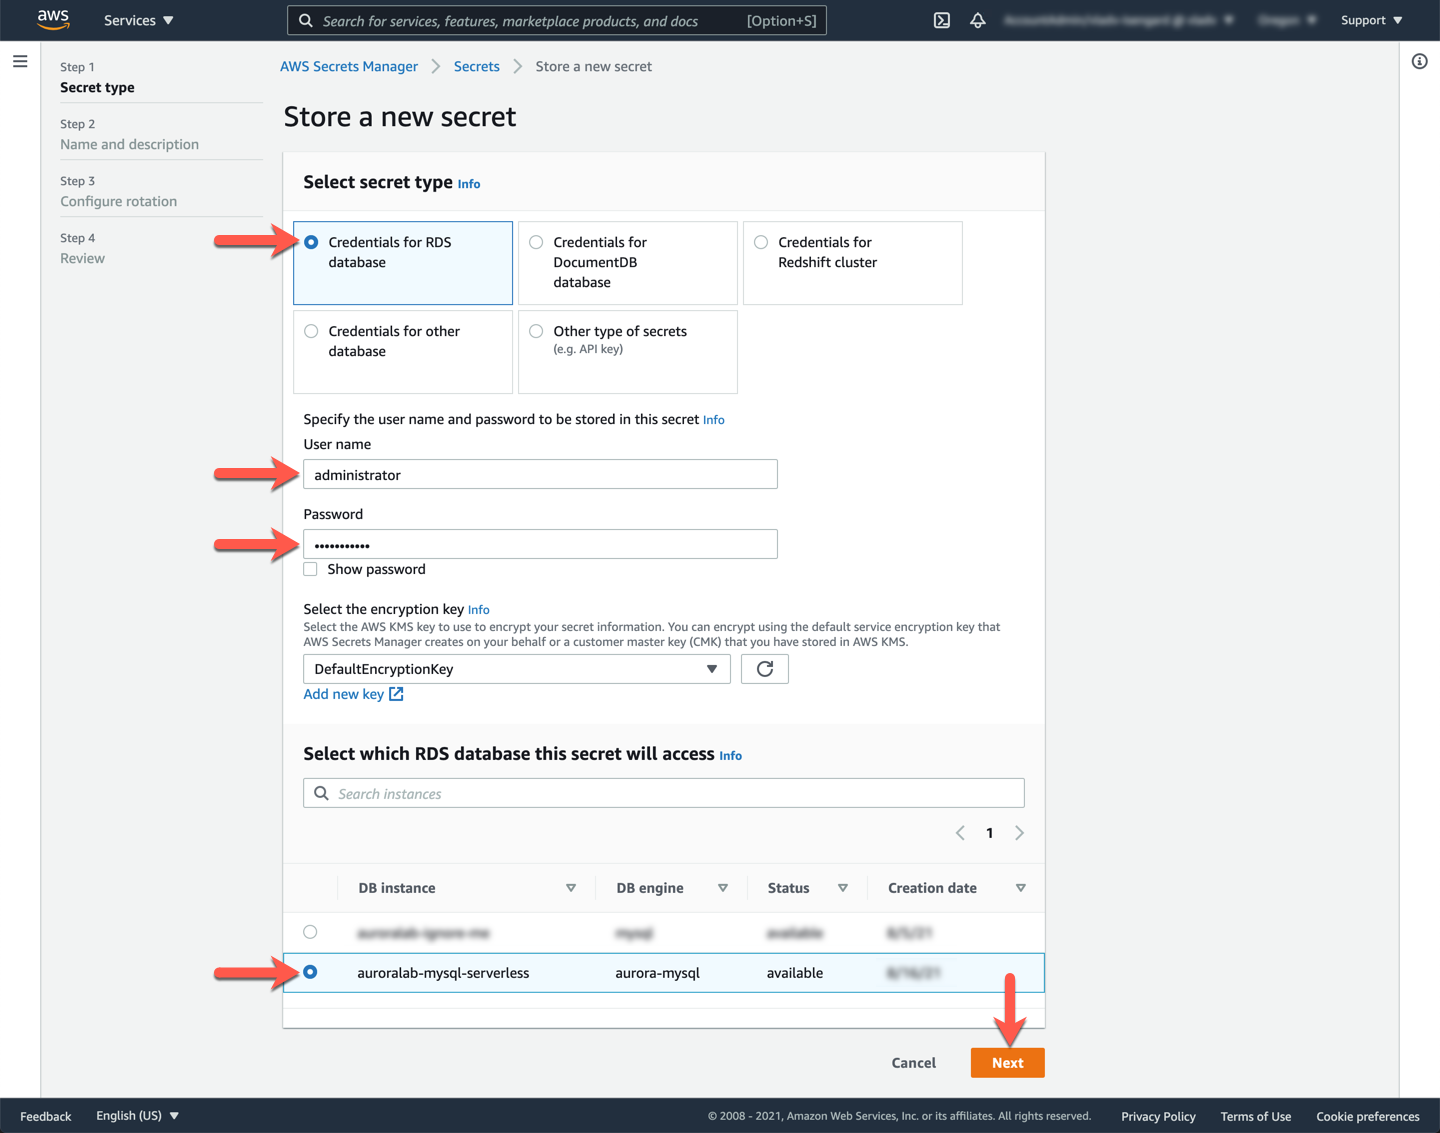 aws
Services
Search for services, features, marketplace products, and docs
[Option+S]
Support
Step 1
Secret type
Step 2
Name and description
Step 3
Configure rotation
Step 4
Review
AWS Secrets Manager
Secrets
Store a new secret
Store a new secret
Select secret type Info
Credentials for RDS
database
Credentials for
DocumentDB
database
Credentials for
Redshift cluster
Credentials for other
database
Other type of secrets
(e.g. API key)
Specify the user name and password to be stored in this secret Info
User name
administrator
Password
•••••••••••
Show password
Select the encryption key Info
Select the AWS KMS key to use to encrypt your secret information. You can encrypt using the default service encryption key that
AWS Secrets Manager creates on your behalf or a customer master key (CMK) that you have stored in AWS KMS.
DefaultEncryptionKey
Add new key
Select which RDS database this secret will access Info
Search instances
1
DB instance
DB engine
Status
Creation date
auroralab-mysql-serverless
aurora-mysql
available
Cancel
Next
Feedback
English (US)
© 2008 - 2021, Amazon Web Services, Inc. or its affiliates. All rights reserved.
Privacy Policy
Terms of Use
Cookie preferences